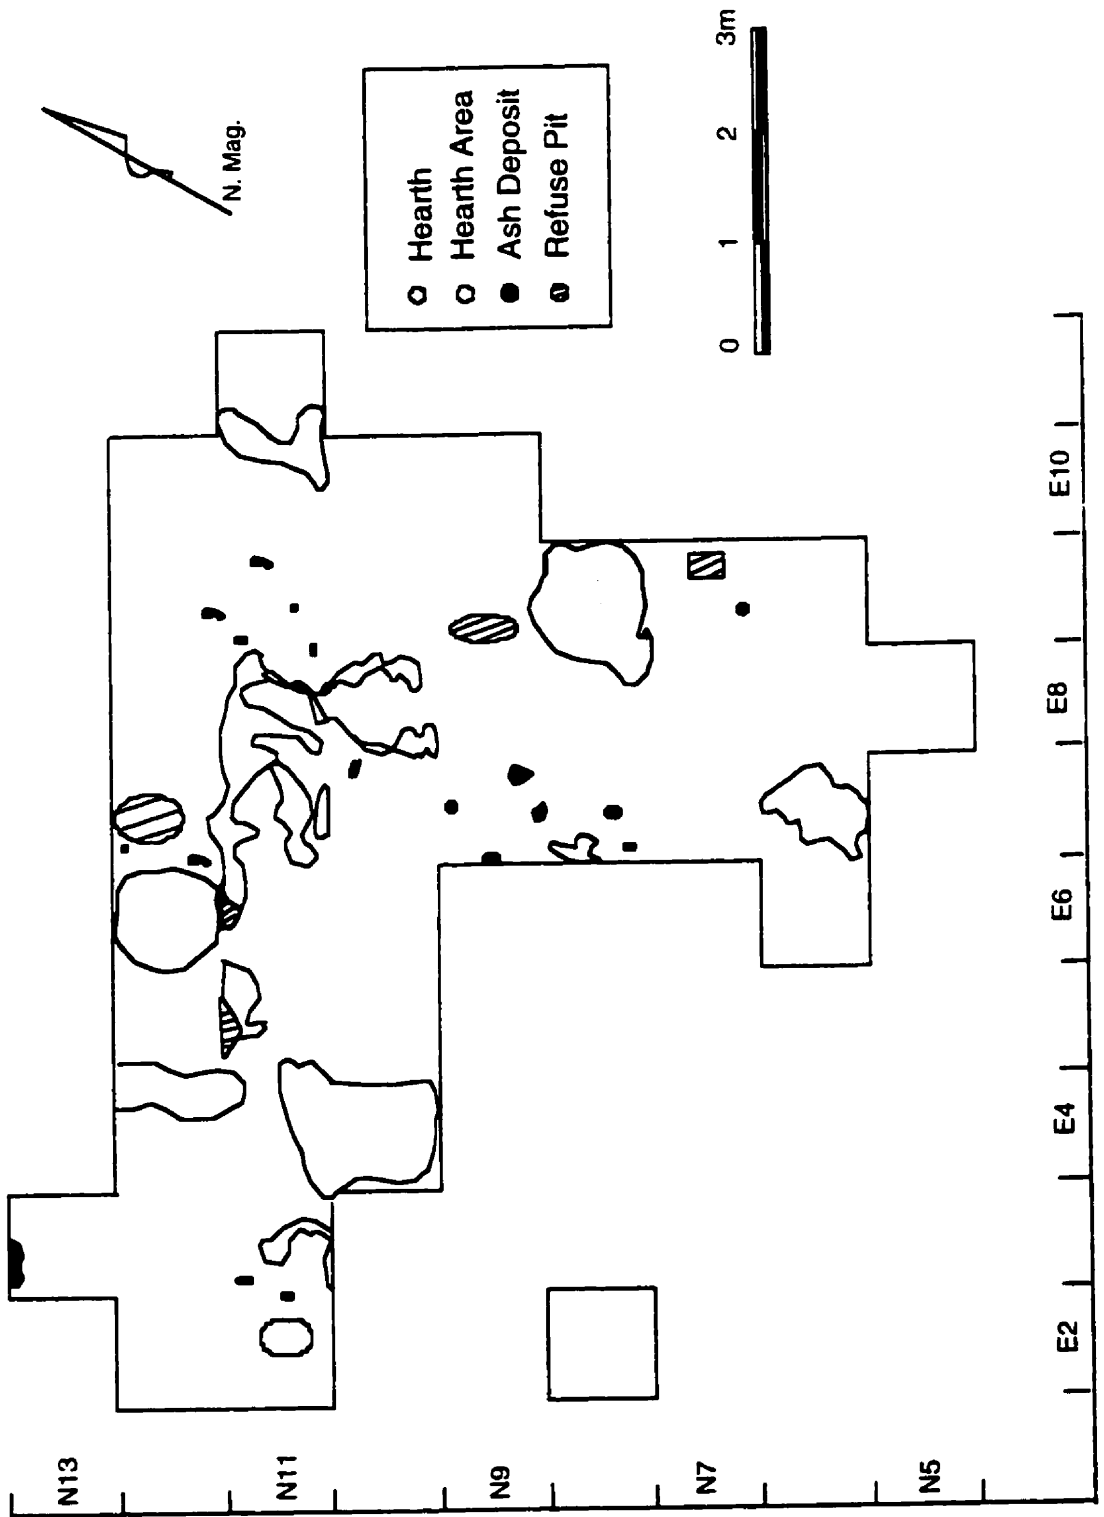 N. Mag.
Hearth
Hearth Area
Ash Deposit
Refuse Pit
0 1 2 3m
N13
N11
N9
N7
N5
E2 E4 E6 E8 E10